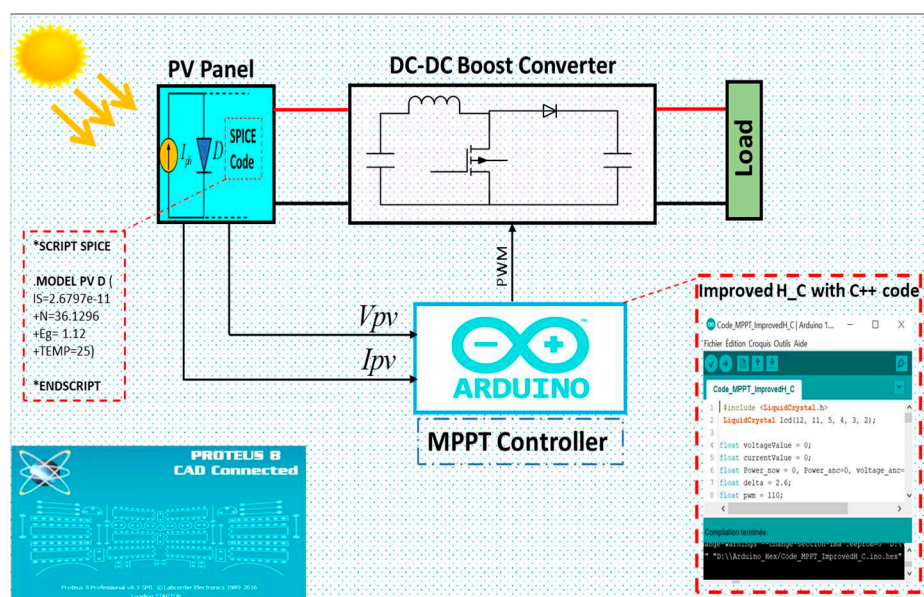 PV Panel
DC-DC Boost Converter
Iph
D
SPICE
Code
Load
*SCRIPT SPICE
.MODEL PV D (
IS=2.6797e-11
+N=36.1296
+Eg= 1.12
+TEMP=25)
*ENDSCRIPT
PWM
Vpv
Ipv
ARDUINO
MPPT Controller
Improved H_C with C++ code
Code_MPPT_ImprovedH_C | Arduino 1....
Fichier Édition Croquis Outils Aide
Code_MPPT_ImprovedH_C
1 #include <LiquidCrystal.h>
2 LiquidCrystal lcd(12, 11, 5, 4, 3, 2);
3
4 float voltageValue = 0;
5 float currentValue = 0;
6 float Power_now = 0, Power_anc=0, voltage_anc=
7 float delta = 2.6;
8 float pwm = 110;
Compilation terminée.
" "D:\\Arduino_Hex/Code_MPPT_ImprovedH_C.ino.hex"
PROTEUS 8
CAD Connected
Proteus 8 Professional v8.5 SP0 © Labcenter Electronics 1989-2016
Loading STARTUP